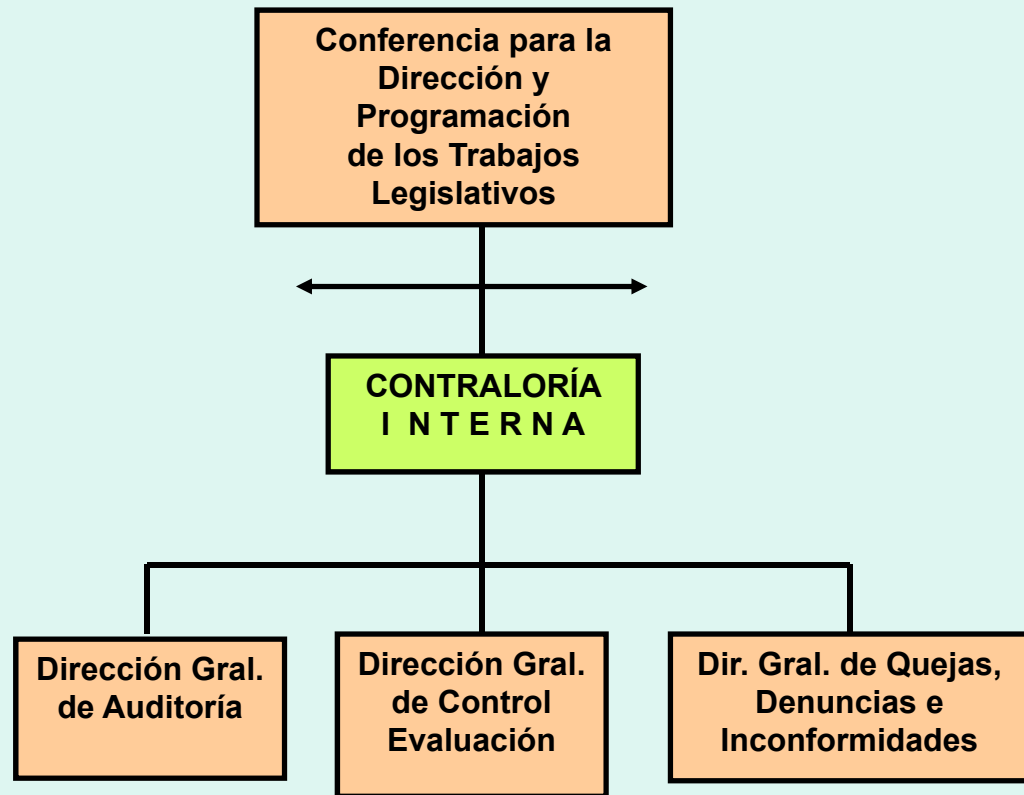 Conferencia para la
Dirección y
Programación
de los Trabajos
Legislativos
CONTRALORÍA
I N T E R N A
Dirección Gral.
de Auditoría
Dirección Gral.
de Control
Evaluación
Dir. Gral. de Quejas,
Denuncias e
Inconformidades